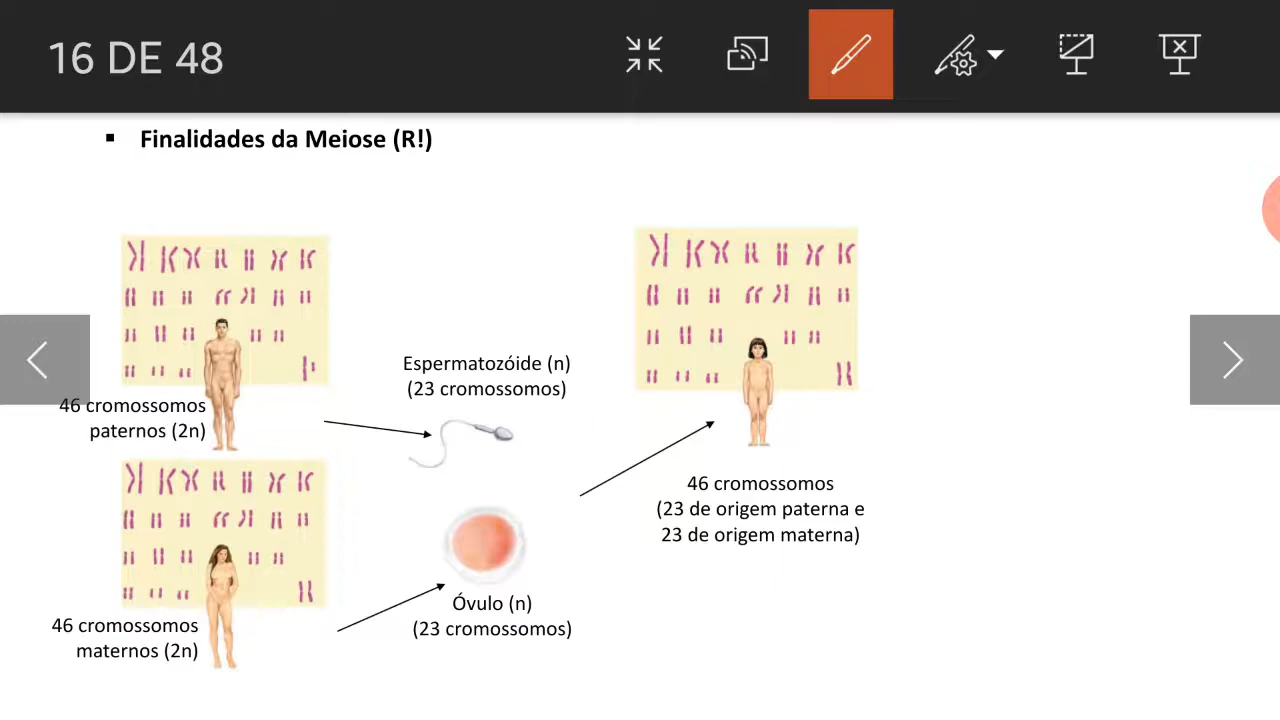 16 DE 48
▪ Finalidades da Meiose (R!)
Espermatozóide (n)
(23 cromossomos)
46 cromossomos
paternos (2n)
46 cromossomos
(23 de origem paterna e
23 de origem materna)
Óvulo (n)
(23 cromossomos)
46 cromossomos
maternos (2n)